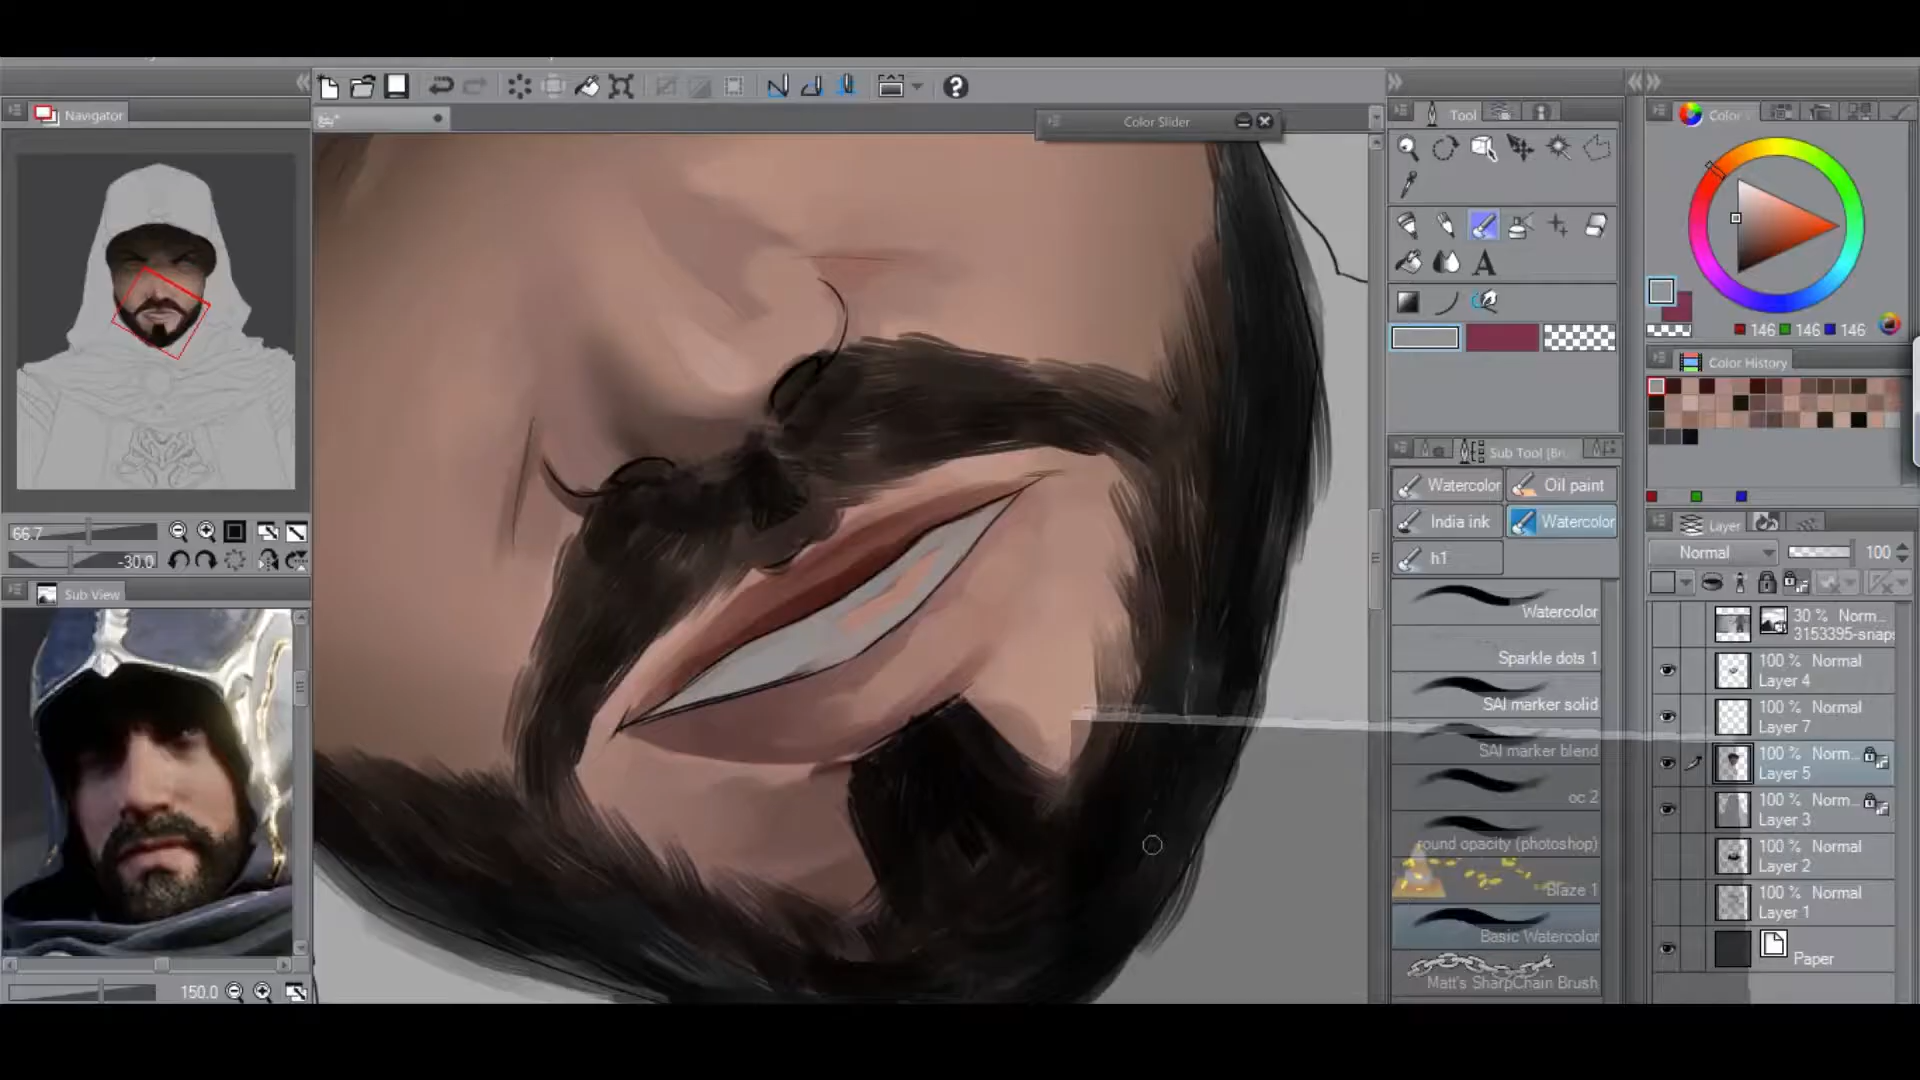 Navigator
Color Slider
Tool
Color
66.7
-30.0
146 146 146
Color History
Sub View
Sub Tool [Br
Watercolor
Oil paint
India ink
Watercolor
h1
Watercolor
Sparkle dots 1
SAI marker solid
SAI marker blend
oc 2
round opacity (photoshop)
Blaze 1
Basic Watercolor
Matt's SharpChain Brush
Layer
Normal
100
30 % Norm...
3153395-snaps
100 % Normal
Layer 4
100 % Normal
Layer 7
100 % Norm...
Layer 5
100 % Norm...
Layer 3
100 % Normal
Layer 2
100 % Normal
Layer 1
Paper
150.0